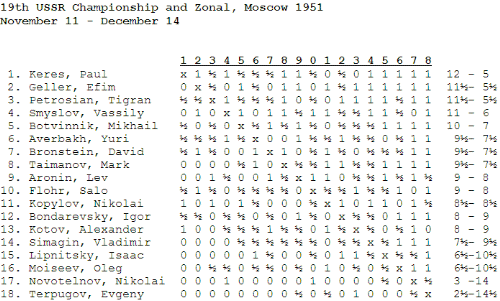 19th USSR Championship and Zonal, Moscow 1951
November 11 - December 14
1 2 3 4 5 6 7 8 9 0 1 2 3 4 5 6 7 8
1. Keres, Paul x 1 ½ 1 ½ ½ ½ 1 1 ½ 0 ½ 0 1 1 1 1 1 12 - 5
2. Geller, Efim 0 x ½ 0 1 ½ 0 1 1 0 1 ½ 1 1 1 1 1 1 11½- 5½
3. Petrosian, Tigran ½ ½ x 1 ½ ½ ½ 1 0 ½ 0 1 1 1 1 ½ 1 1 11½- 5½
4. Smyslov, Vassily 0 1 0 x 1 0 1 1 ½ 1 1 ½ ½ ½ 1 1 0 1 11 - 6
5. Botvinnik, Mikhail ½ 0 ½ 0 x ½ 1 ½ 1 ½ 0 ½ ½ ½ 1 1 1 1 10 - 7
6. Averbakh, Yuri ½ ½ ½ 1 ½ x 0 0 1 ½ ½ 1 ½ ½ 0 ½ 1 1 9½- 7½
7. Bronstein, David ½ 1 ½ 0 0 1 x 1 0 ½ 1 ½ 0 ½ ½ ½ 1 1 9½- 7½
8. Taimanov, Mark 0 0 0 0 ½ 1 0 x ½ ½ 1 1 ½ ½ 1 1 1 1 9½- 7½
9. Aronin, Lev 0 0 1 ½ 0 0 1 ½ x 1 1 0 ½ ½ 1 ½ 1 ½ 9 - 8
10. Flohr, Salo ½ 1 ½ 0 ½ ½ ½ ½ 0 x ½ ½ 1 ½ ½ 1 0 1 9 - 8
11. Kopylov, Nikolai 1 0 1 0 1 ½ 0 0 0 ½ x 1 0 1 1 0 1 ½ 8½- 8½
12. Bondarevsky, Igor ½ ½ 0 ½ ½ 0 ½ 0 1 ½ 0 x ½ ½ 0 1 1 1 8 - 9
13. Kotov, Alexander 1 0 0 ½ ½ ½ 1 ½ ½ 0 1 ½ x ½ 0 ½ 1 0 8 - 9
14. Simagin, Vladimir 0 0 0 ½ ½ ½ ½ ½ ½ ½ 0 ½ ½ x ½ ½ 1 1 7½- 9½
15. Lipnitsky, Isaac 0 0 0 0 0 1 ½ 0 0 ½ 0 1 1 ½ x ½ ½ 1 6½-10½
16. Moiseev, Oleg 0 0 ½ 0 0 ½ ½ 0 ½ 0 1 0 ½ ½ ½ x 1 1 6½-10½
17. Novotelnov, Nikolai 0 0 0 1 0 0 0 0 0 1 0 0 0 0 ½ 0 x ½ 3 -14
18. Terpugov, Evgeny 0 0 0 0 0 0 0 0 ½ 0 ½ 0 1 0 0 0 ½ x 2½-14½